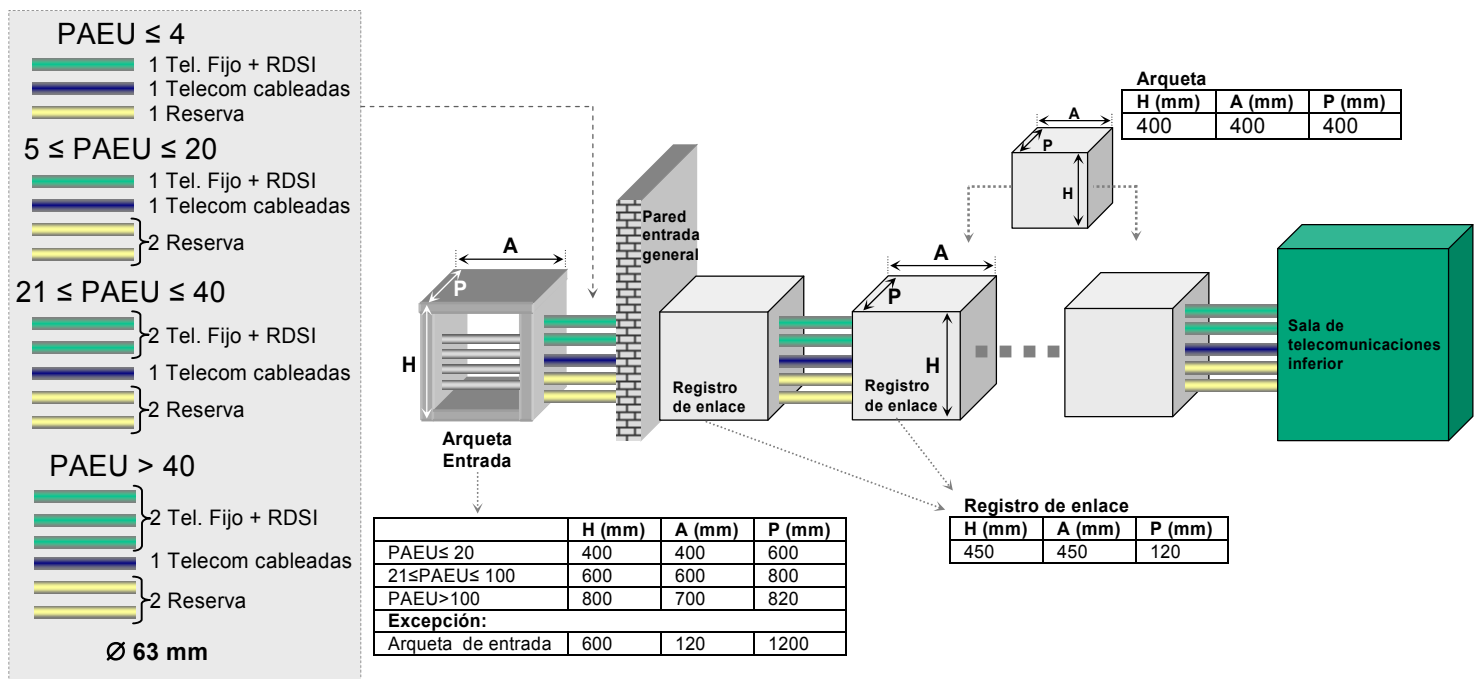 PAEU ≤ 4
1 Tel. Fijo + RDSI
1 Telecom cableadas
1 Reserva
5 ≤ PAEU ≤ 20
1 Tel. Fijo + RDSI
1 Telecom cableadas
2 Reserva
21 ≤ PAEU ≤ 40
2 Tel. Fijo + RDSI
1 Telecom cableadas
2 Reserva
PAEU > 40
2 Tel. Fijo + RDSI
1 Telecom cableadas
2 Reserva
Ø 63 mm
A
P
H
Arqueta
Entrada
Pared
entrada
general
Registro
de enlace
A
P
H
Registro
de enlace
A
P
H
Arqueta
H (mm) A (mm) P (mm)
400 400 400
Sala de
telecomunicaciones
inferior
H (mm) A (mm) P (mm)
PAEU≤ 20 400 400 600
21≤PAEU≤ 100 600 600 800
PAEU>100 800 700 820
Excepción:
Arqueta de entrada 600 120 1200
Registro de enlace
H (mm) A (mm) P (mm)
450 450 120